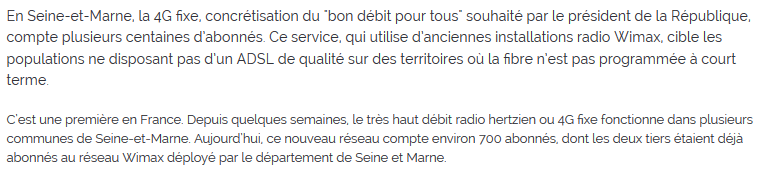 En Seine-et-Marne, la 4G fixe, concrétisation du "bon débit pour tous" souhaité par le président de la République,
compte plusieurs centaines d'abonnés. Ce service, qui utilise d'anciennes installations radio Wimax, cible les
populations ne disposant pas d'un ADSL de qualité sur des territoires où la fibre n'est pas programmée à court
terme.
C'est une première en France. Depuis quelques semaines, le très haut débit radio hertzien ou 4G fixe fonctionne dans plusieurs
communes de Seine-et-Marne. Aujourd'hui, ce nouveau réseau compte environ 700 abonnés, dont les deux tiers étaient déjà
abonnés au réseau Wimax déployé par le département de Seine et Marne.